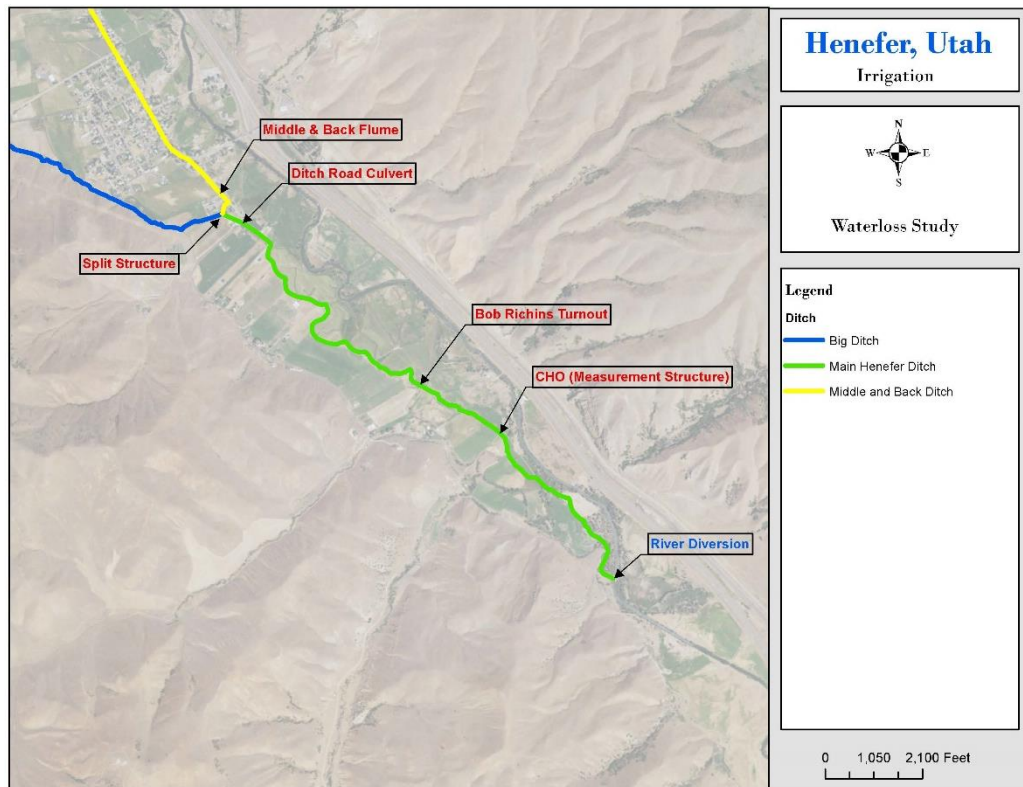 Henefer, Utah
Irrigation
N
W E
S
Waterloss Study
Legend
Ditch
Big Ditch
Main Henefer Ditch
Middle and Back Ditch
0 1,050 2,100 Feet
Middle & Back Flume
Ditch Road Culvert
Split Structure
Bob Richins Turnout
CHO (Measurement Structure)
River Diversion